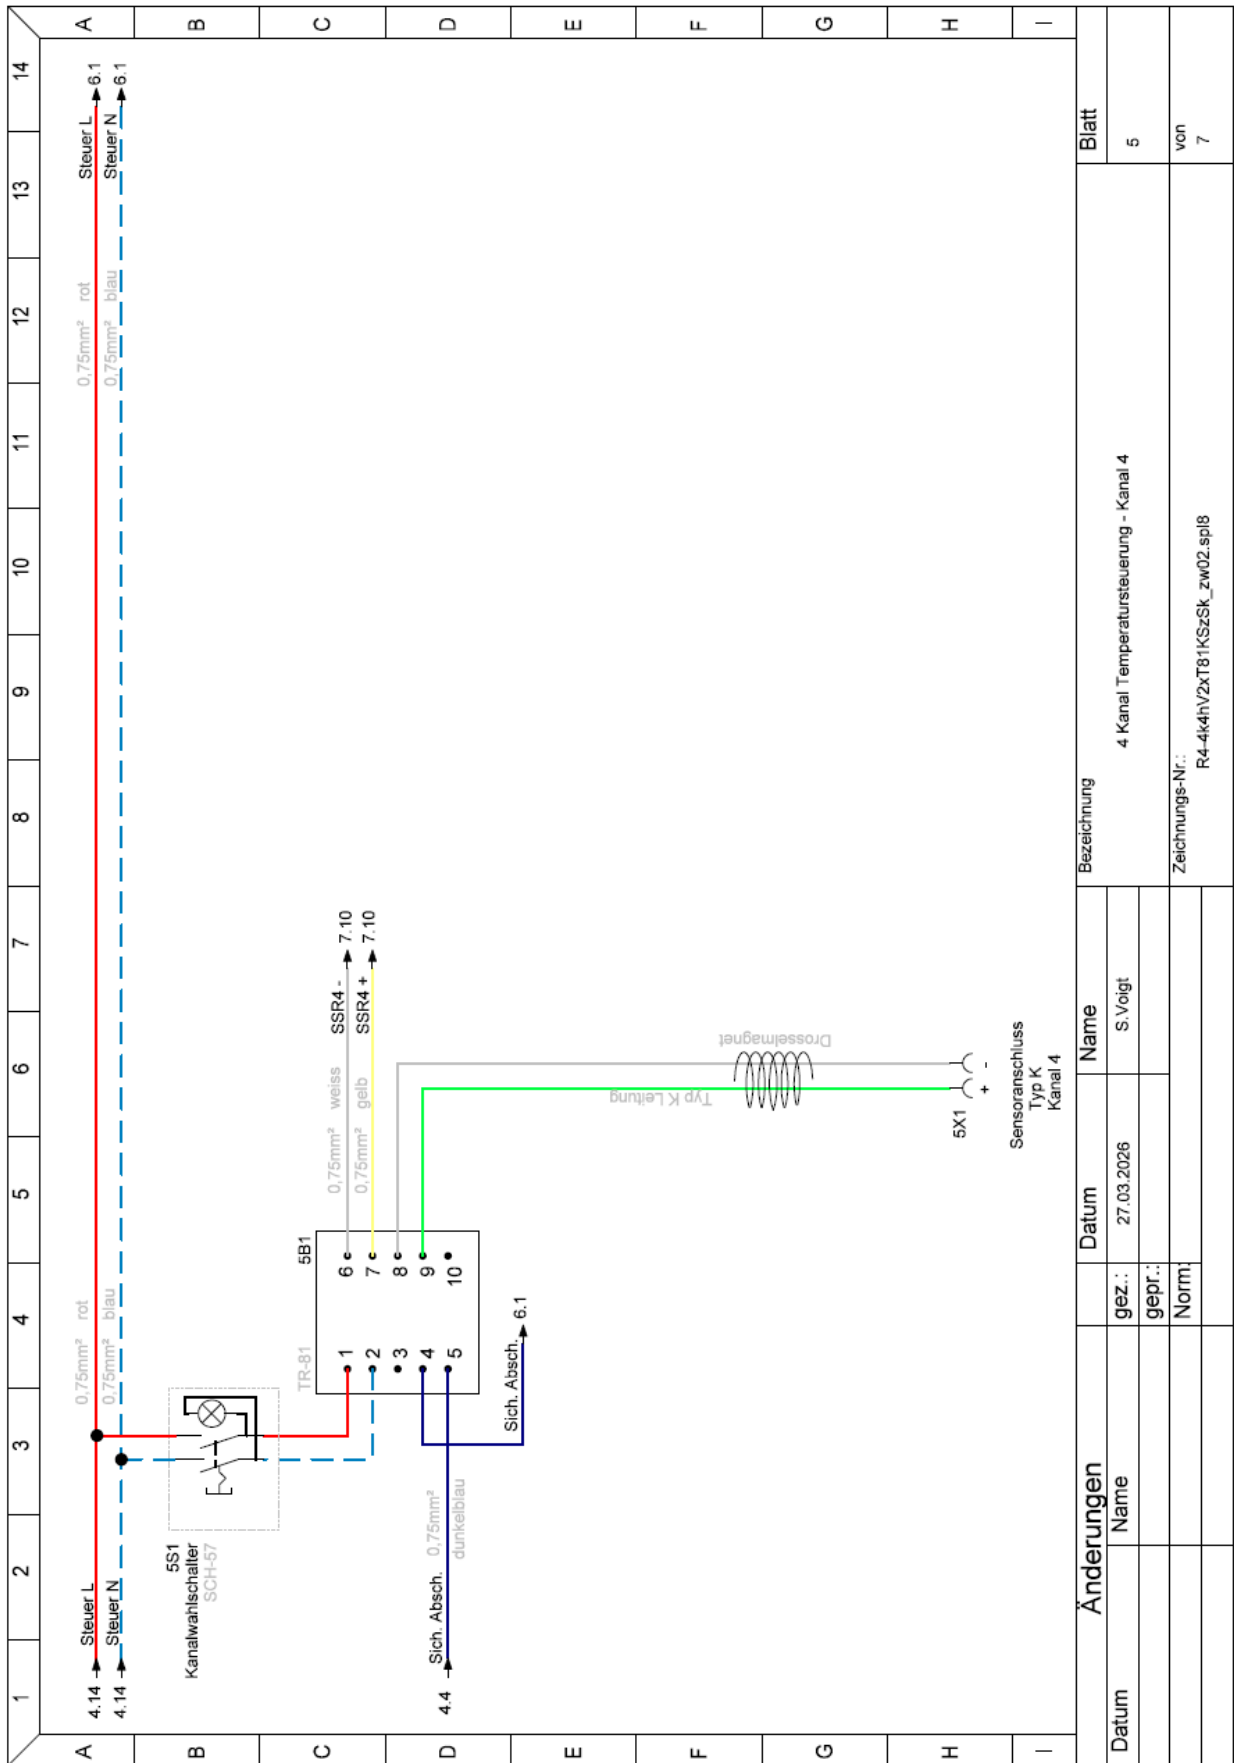 1 2 3 4 5 6 7 8 9 10 11 12 13 14
A A
B B
C C
D D
E E
F F
G G
H H
I I
4.14 Steuer L 0,75mm² rot 0,75mm² rot Steuer L 6.1
4.14 Steuer N 0,75mm² blau 0,75mm² blau Steuer N 6.1
5S1
Kanalwahlschalter
SCH-57
TR-81 5B1
1 6
2 7
3 8
4 9
5 10
0,75mm² weiss SSR4 - 7.10
0,75mm² gelb SSR4 + 7.10
4.4 Sich. Absch. 0,75mm²
dunkelblau
Sich. Absch. 6.1
Typ K Leitung
Drosselmagnet
5X1 + -
Sensoranschluss
Typ K
Kanal 4
Änderungen
Datum Name
Datum Name
gez.: 27.03.2026 S.Voigt
gepr.:
Norm:
Bezeichnung
4 Kanal Temperatursteuerung - Kanal 4
Zeichnungs-Nr.:
R4-4k4hV2xT81KSzSk_zw02.spl8
Blatt
5
von
7